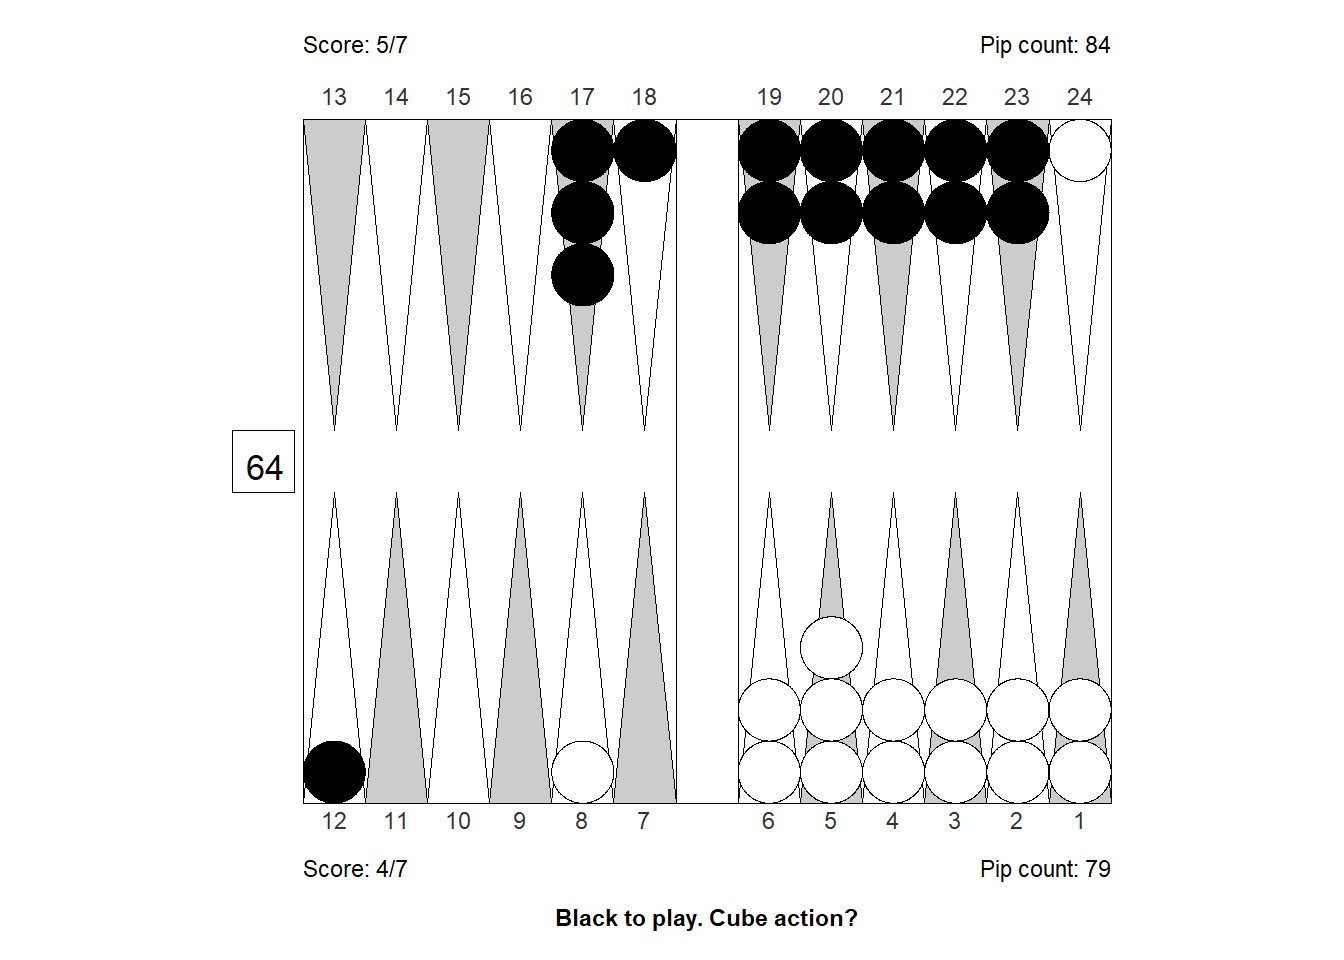 Score: 5/7 Pip count: 84
13 14 15 16 17 18 19 20 21 22 23 24
64
12 11 10 9 8 7 6 5 4 3 2 1
Score: 4/7 Pip count: 79
Black to play. Cube action?